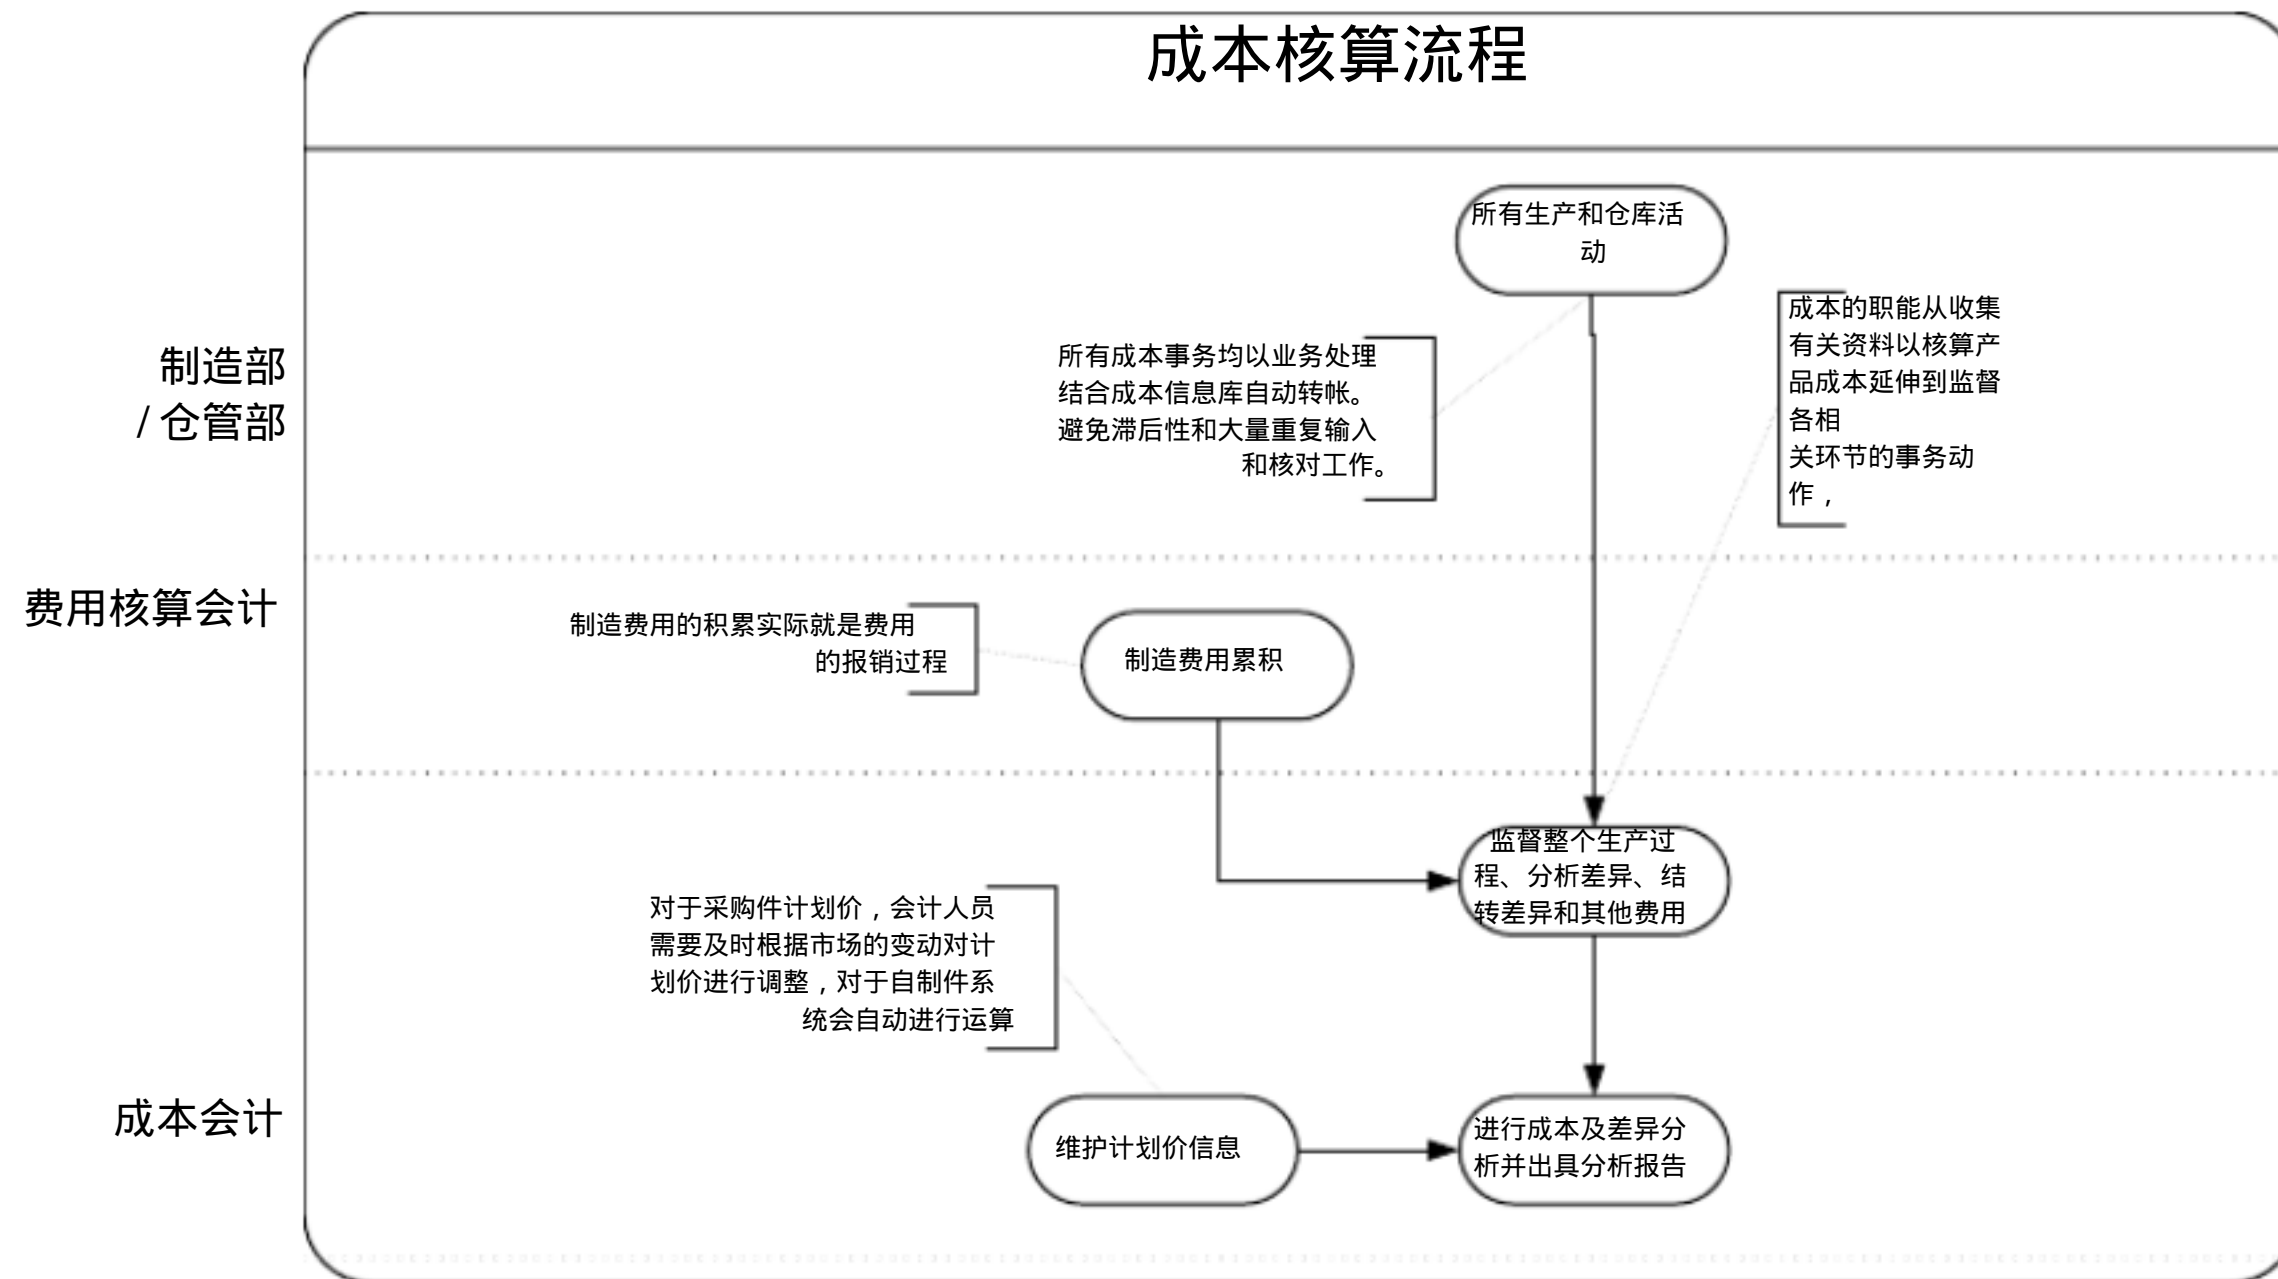 成本核算流程
所有生产和仓库活
动
制造部
/ 仓管部
所有成本事务均以业务处理
结合成本信息库自动转帐。
避免滞后性和大量重复输入
和核对工作。
成本的职能从收集
有关资料以核算产
品成本延伸到监督
各相
关环节的事务动
作，
费用核算会计
制造费用的积累实际就是费用
的报销过程
制造费用累积
监督整个生产过
程、分析差异、结
转差异和其他费用
对于采购件计划价，会计人员
需要及时根据市场的变动对计
划价进行调整，对于自制件系
统会自动进行运算
成本会计
维护计划价信息
进行成本及差异分
析并出具分析报告